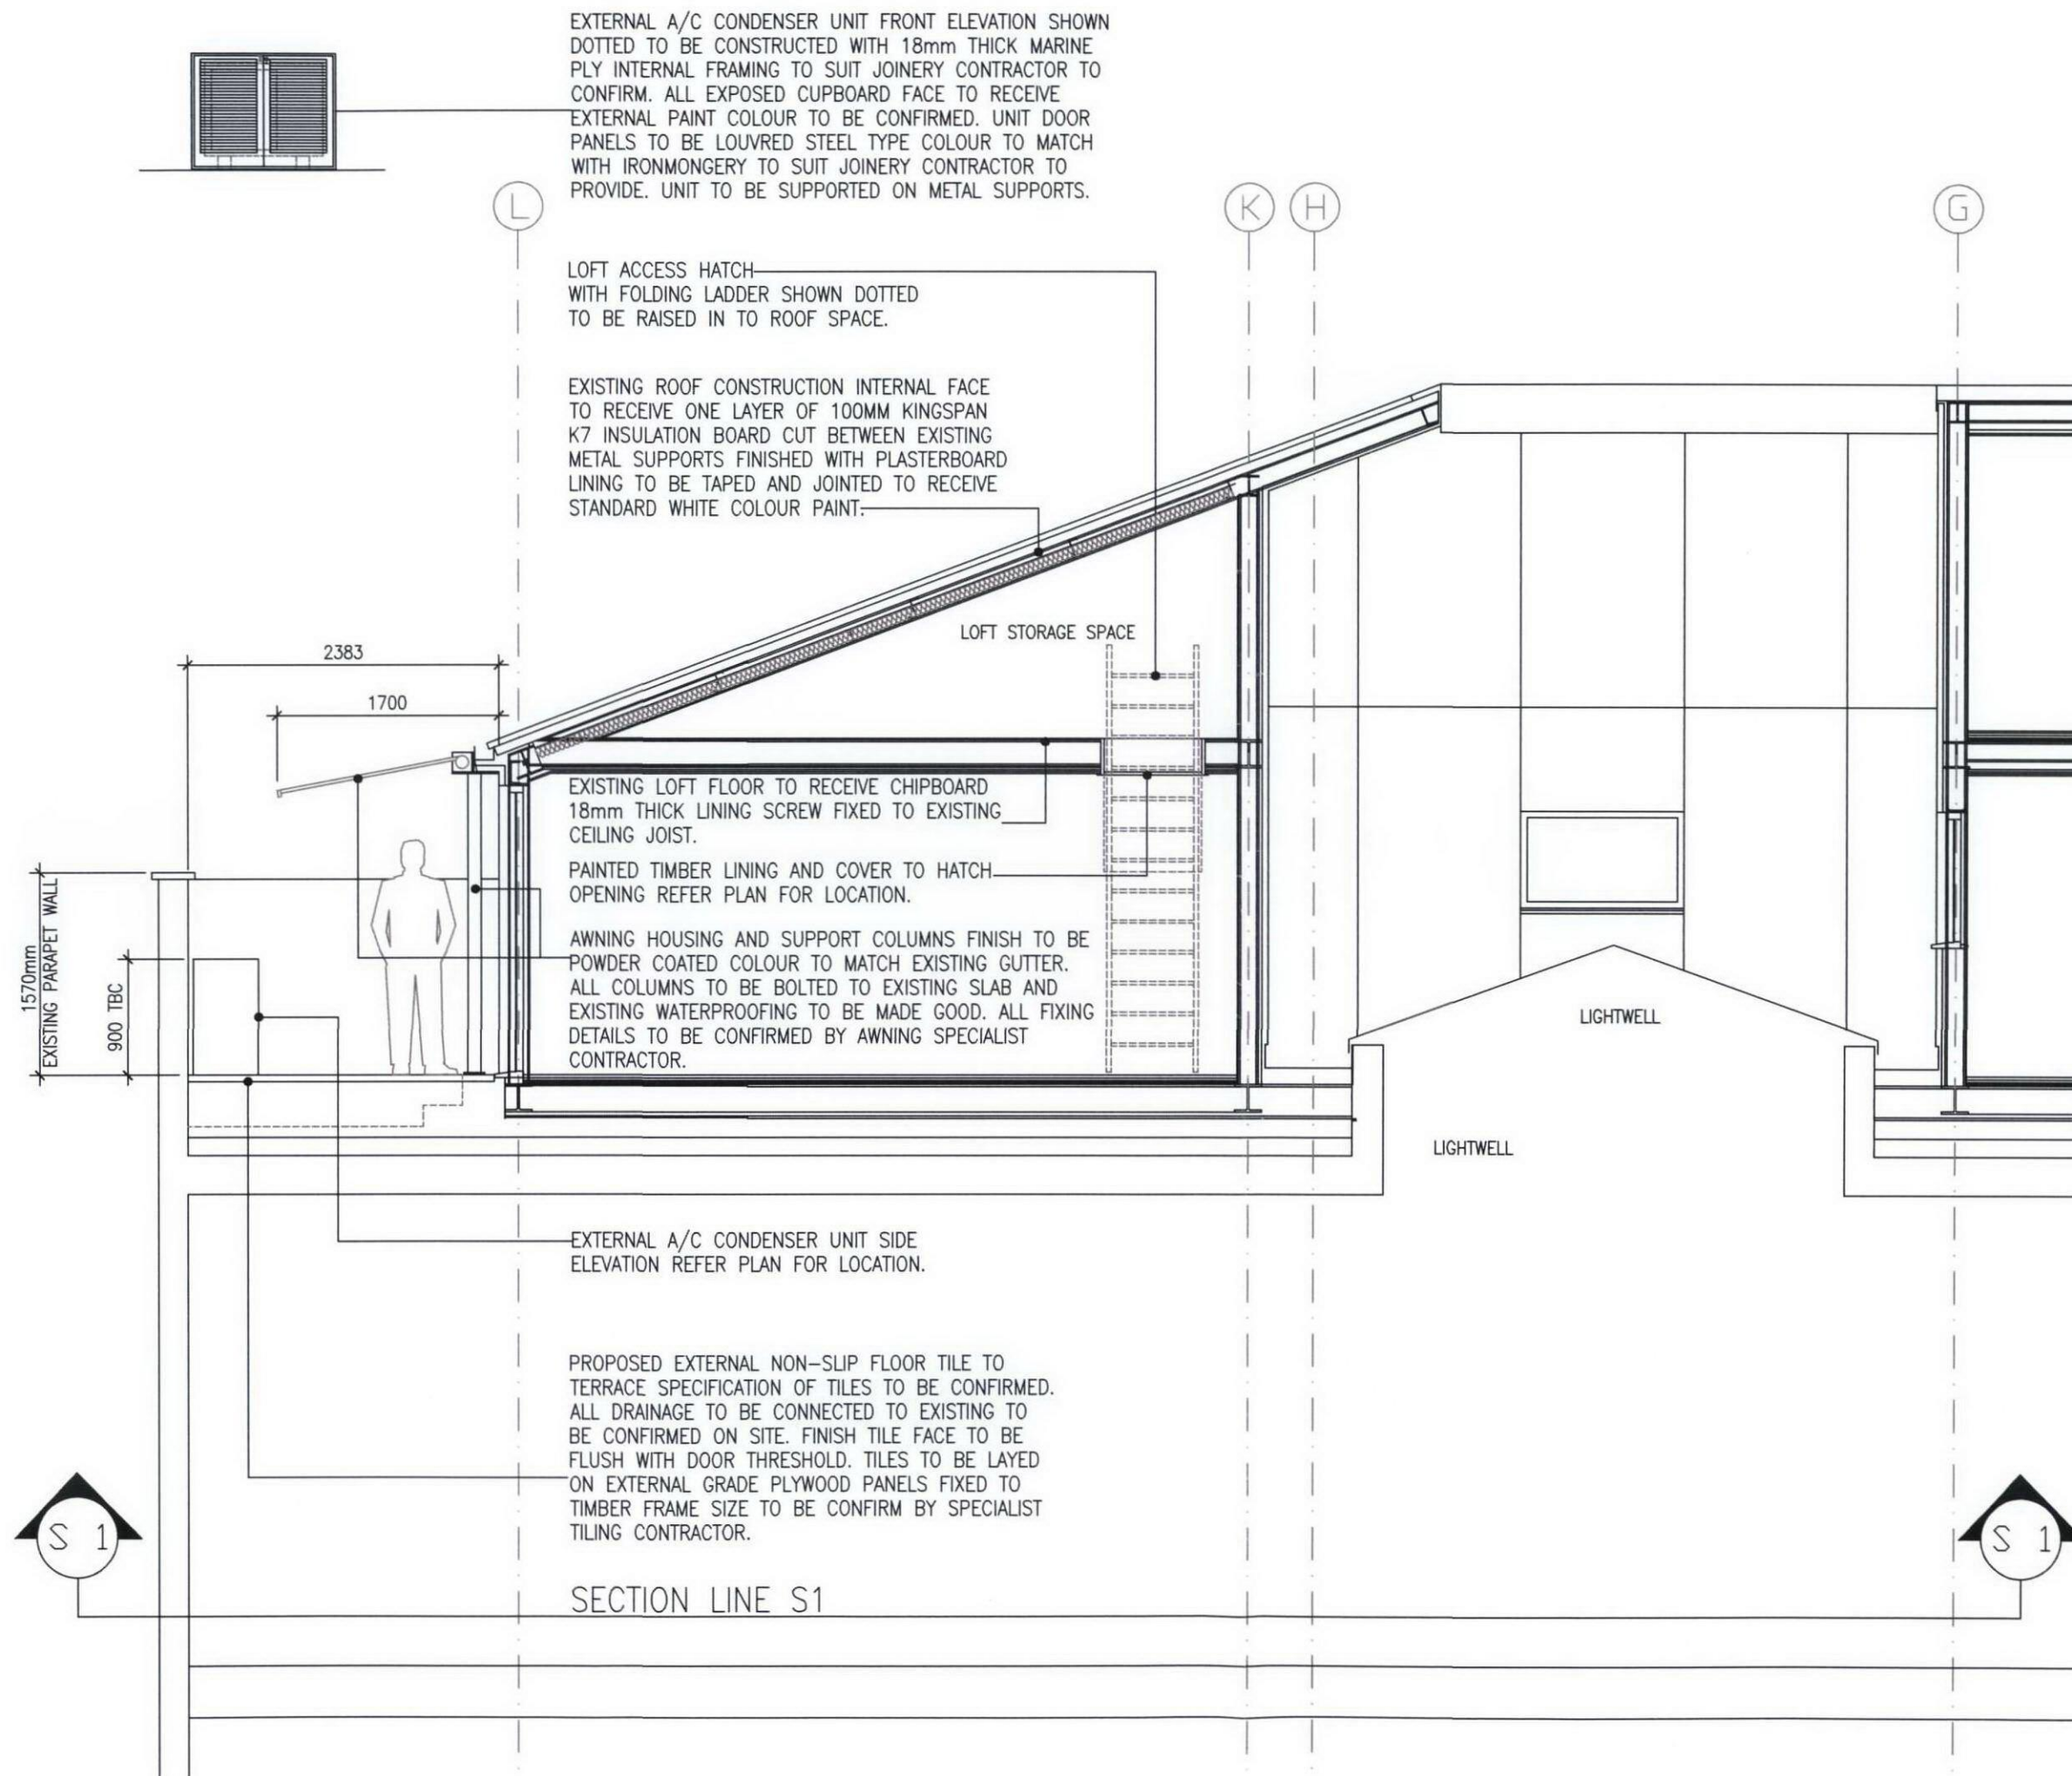 EXTERNAL A/C CONDENSER UNIT FRONT ELEVATION SHOWN
DOTTED TO BE CONSTRUCTED WITH 18mm THICK MARINE
PLY INTERNAL FRAMING TO SUIT JOINERY CONTRACTOR TO
CONFIRM. ALL EXPOSED CUPBOARD FACE TO RECEIVE
EXTERNAL PAINT COLOUR TO BE CONFIRMED. UNIT DOOR
PANELS TO BE LOUVRED STEEL TYPE COLOUR TO MATCH
WITH IRONMONGERY TO SUIT JOINERY CONTRACTOR TO
PROVIDE. UNIT TO BE SUPPORTED ON METAL SUPPORTS.
L
K
H
G
LOFT ACCESS HATCH
WITH FOLDING LADDER SHOWN DOTTED
TO BE RAISED IN TO ROOF SPACE.
EXISTING ROOF CONSTRUCTION INTERNAL FACE
TO RECEIVE ONE LAYER OF 100MM KINGSPAN
K7 INSULATION BOARD CUT BETWEEN EXISTING
METAL SUPPORTS FINISHED WITH PLASTERBOARD
LINING TO BE TAPED AND JOINTED TO RECEIVE
STANDARD WHITE COLOUR PAINT.
LOFT STORAGE SPACE
2383
1700
EXISTING LOFT FLOOR TO RECEIVE CHIPBOARD
18mm THICK LINING SCREW FIXED TO EXISTING
CEILING JOIST.
PAINTED TIMBER LINING AND COVER TO HATCH
OPENING REFER PLAN FOR LOCATION.
AWNING HOUSING AND SUPPORT COLUMNS FINISH TO BE
POWDER COATED COLOUR TO MATCH EXISTING GUTTER.
ALL COLUMNS TO BE BOLTED TO EXISTING SLAB AND
EXISTING WATERPROOFING TO BE MADE GOOD. ALL FIXING
DETAILS TO BE CONFIRMED BY AWNING SPECIALIST
CONTRACTOR.
1570mm
EXISTING PARAPET WALL
900 TBC
LIGHTWELL
LIGHTWELL
EXTERNAL A/C CONDENSER UNIT SIDE
ELEVATION REFER PLAN FOR LOCATION.
PROPOSED EXTERNAL NON-SLIP FLOOR TILE TO
TERRACE SPECIFICATION OF TILES TO BE CONFIRMED.
ALL DRAINAGE TO BE CONNECTED TO EXISTING TO
BE CONFIRMED ON SITE. FINISH TILE FACE TO BE
FLUSH WITH DOOR THRESHOLD. TILES TO BE LAYED
ON EXTERNAL GRADE PLYWOOD PANELS FIXED TO
TIMBER FRAME SIZE TO BE CONFIRM BY SPECIALIST
TILING CONTRACTOR.
S 1
S 1
SECTION LINE S1